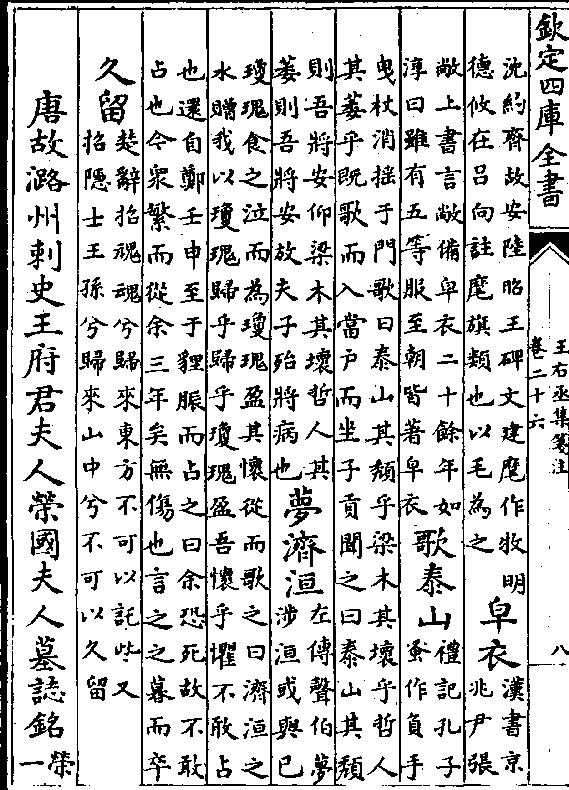 欽定四庫全書
王右丞集箋注
卷二十六
八
沈約齊故安陸昭王碑文建麾作牧明
德攸在呂向註麾旗類也以毛為之
皁衣
漢書京
兆尹張
敞上書言敞備皁衣二十餘年如
淳曰雖有五等服至朝皆著皁衣
歌泰山
禮記孔子
蚤作負手
曳杖消揺于門歌曰泰山其頹乎梁木其壞乎哲人
其萎乎既歌而入當户而坐子貢聞之曰泰山其頹
則吾將安仰梁木其壞哲人其
萎則吾將安放夫子殆將病也
夢濟洹
左傳聲伯夢
涉洹或與已
瓊瑰食之泣而為瓊瑰盈其懷從而歌之曰濟洹之
水贈我以瓊瑰歸乎歸乎瓊瑰盈吾懷乎懼不敢占
也還自鄭壬申至于貍脤而占之曰余恐死故不敢
占也今衆繁而從余三年矣無傷也言之之暮而卒
久留
楚辭招魂魂兮歸來東方不可以託些又
招隱士王孫兮歸來山中兮不可以久留
唐故潞州刺史王府君夫人榮國夫人墓誌銘
榮
一